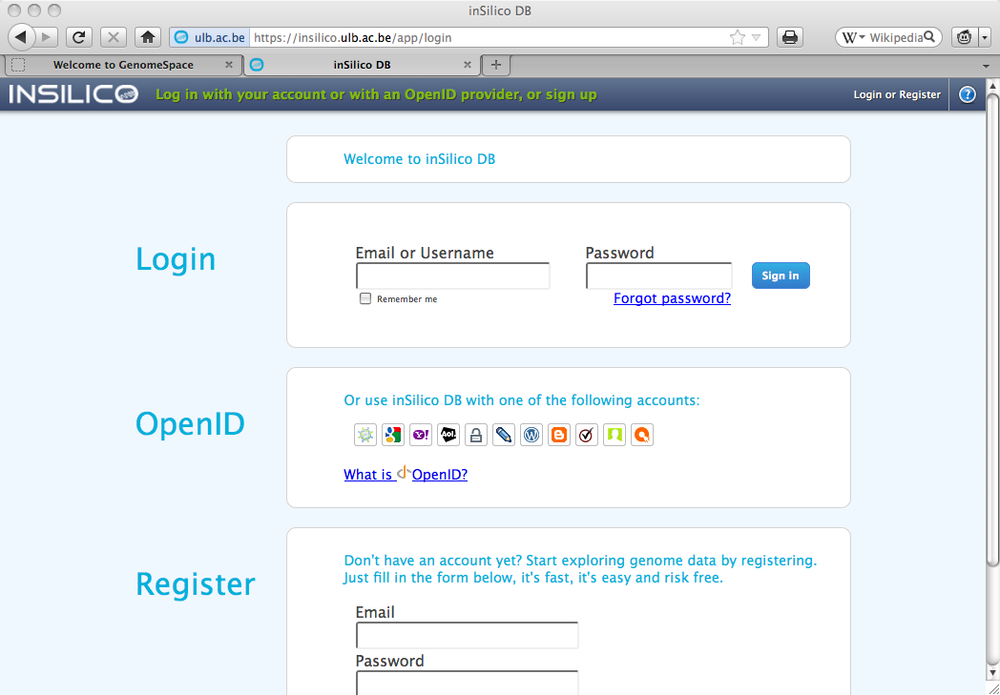 inSilico DB
ulb.ac.be https://insilico.ulb.ac.be/app/login W Wikipedia
Welcome to GenomeSpace inSilico DB
INSILICO Log in with your account or with an OpenID provider, or sign up Login or Register ?
Welcome to inSilico DB
Login
Email or Username Password
Sign in
Remember me Forgot password?
OpenID
Or use inSilico DB with one of the following accounts:
Y! Aol. W
What is OpenID?
Register
Don't have an account yet? Start exploring genome data by registering.
Just fill in the form below, it's fast, it's easy and risk free.
Email
Password